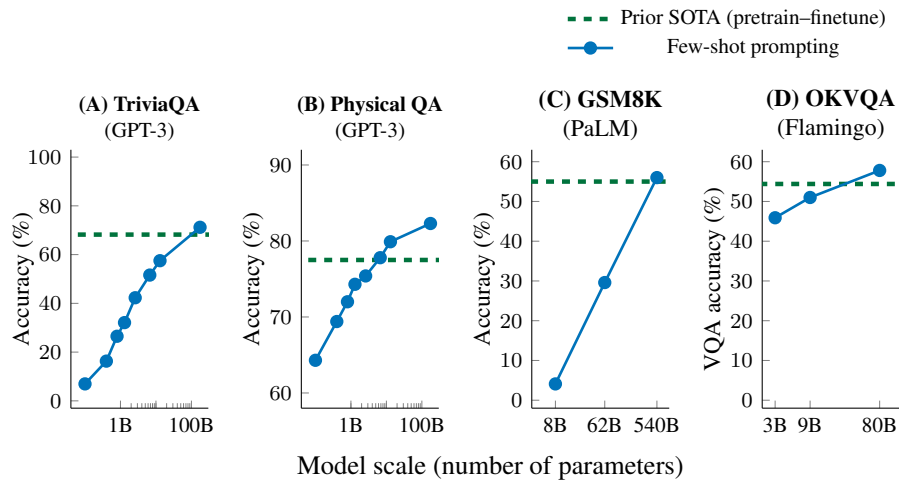 Prior SOTA (pretrain–finetune)
Few-shot prompting
(A) TriviaQA
(GPT-3)
100
80
60
40
20
0
Accuracy (%)
1B 100B
(B) Physical QA
(GPT-3)
90
80
70
60
Accuracy (%)
1B 100B
(C) GSM8K
(PaLM)
60
50
40
30
20
10
0
Accuracy (%)
8B 62B 540B
(D) OKVQA
(Flamingo)
60
50
40
30
20
10
0
VQA accuracy (%)
3B 9B 80B
Model scale (number of parameters)